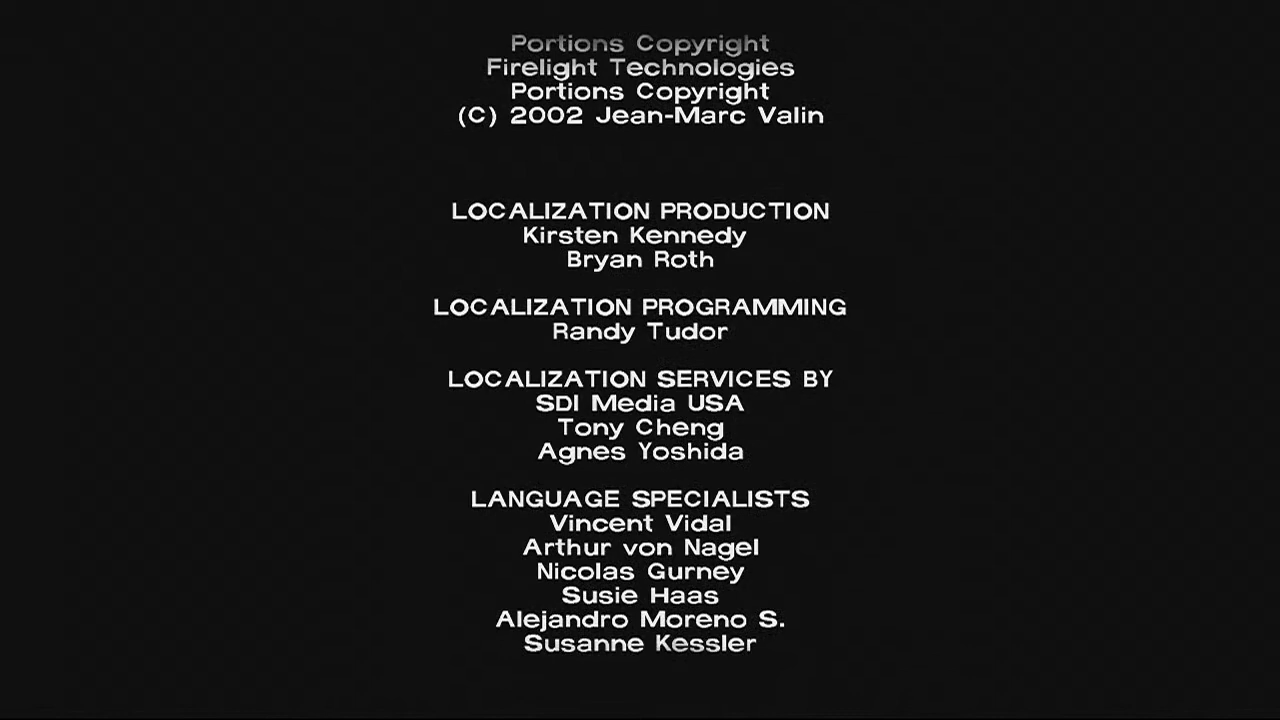 Portions Copyright
Firelight Technologies
Portions Copyright
(C) 2002 Jean-Marc Valin
LOCALIZATION PRODUCTION
Kirsten Kennedy
Bryan Roth
LOCALIZATION PROGRAMMING
Randy Tudor
LOCALIZATION SERVICES BY
SDI Media USA
Tony Cheng
Agnes Yoshida
LANGUAGE SPECIALISTS
Vincent Vidal
Arthur von Nagel
Nicolas Gurney
Susie Haas
Alejandro Moreno S.
Susanne Kessler